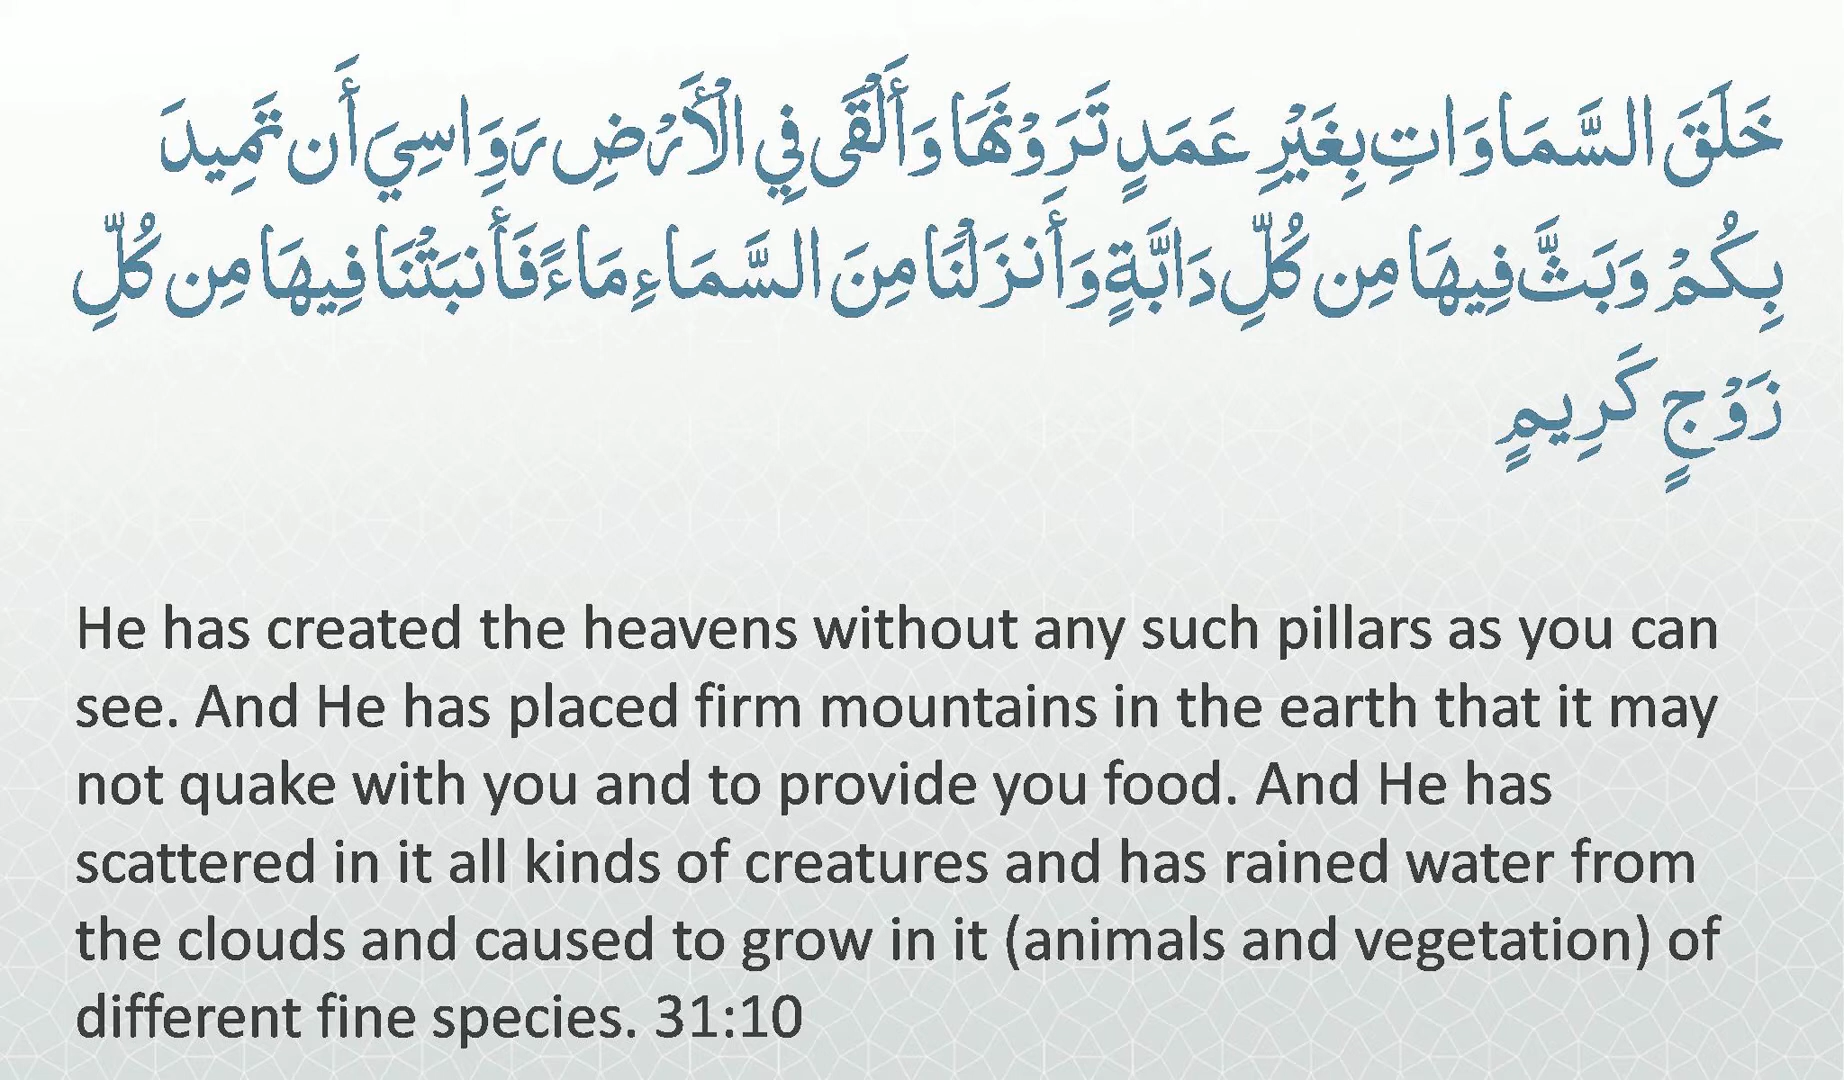 خَلَقَ السَّمَاوَاتِ بِغَيْرِ عَمَدٍ تَرَوْنَهَا وَأَلْقَى فِي الْأَرْضِ رَوَاسِيَ أَن تَمِيدَ
بِكُمْ وَبَثَّ فِيهَا مِن كُلِّ دَابَّةٍ وَأَنزَلْنَا مِنَ السَّمَاءِ مَاءً فَأَنبَتْنَا فِيهَا مِن كُلِّ
زَوْجٍ كَرِيمٍ
He has created the heavens without any such pillars as you can
see. And He has placed firm mountains in the earth that it may
not quake with you and to provide you food. And He has
scattered in it all kinds of creatures and has rained water from
the clouds and caused to grow in it (animals and vegetation) of
different fine species. 31:10